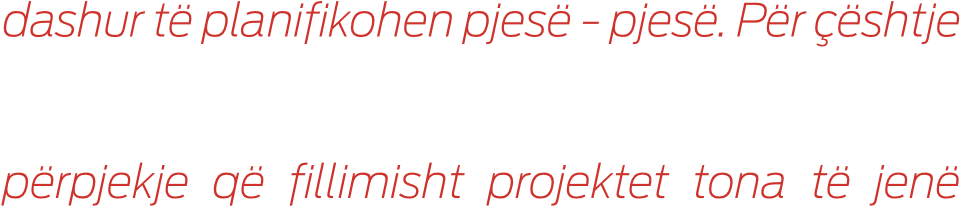 dashur të planifikohen pjesë - pjesë. Për çështje
përpjekje që fillimisht projektet tona të jenë